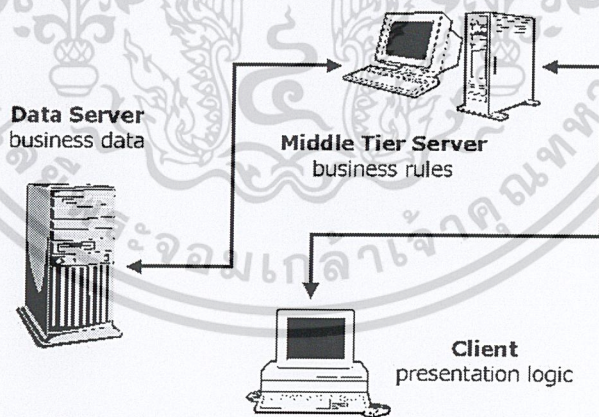 Data Server
business data
Middle Tier Server
business rules
Client
presentation logic